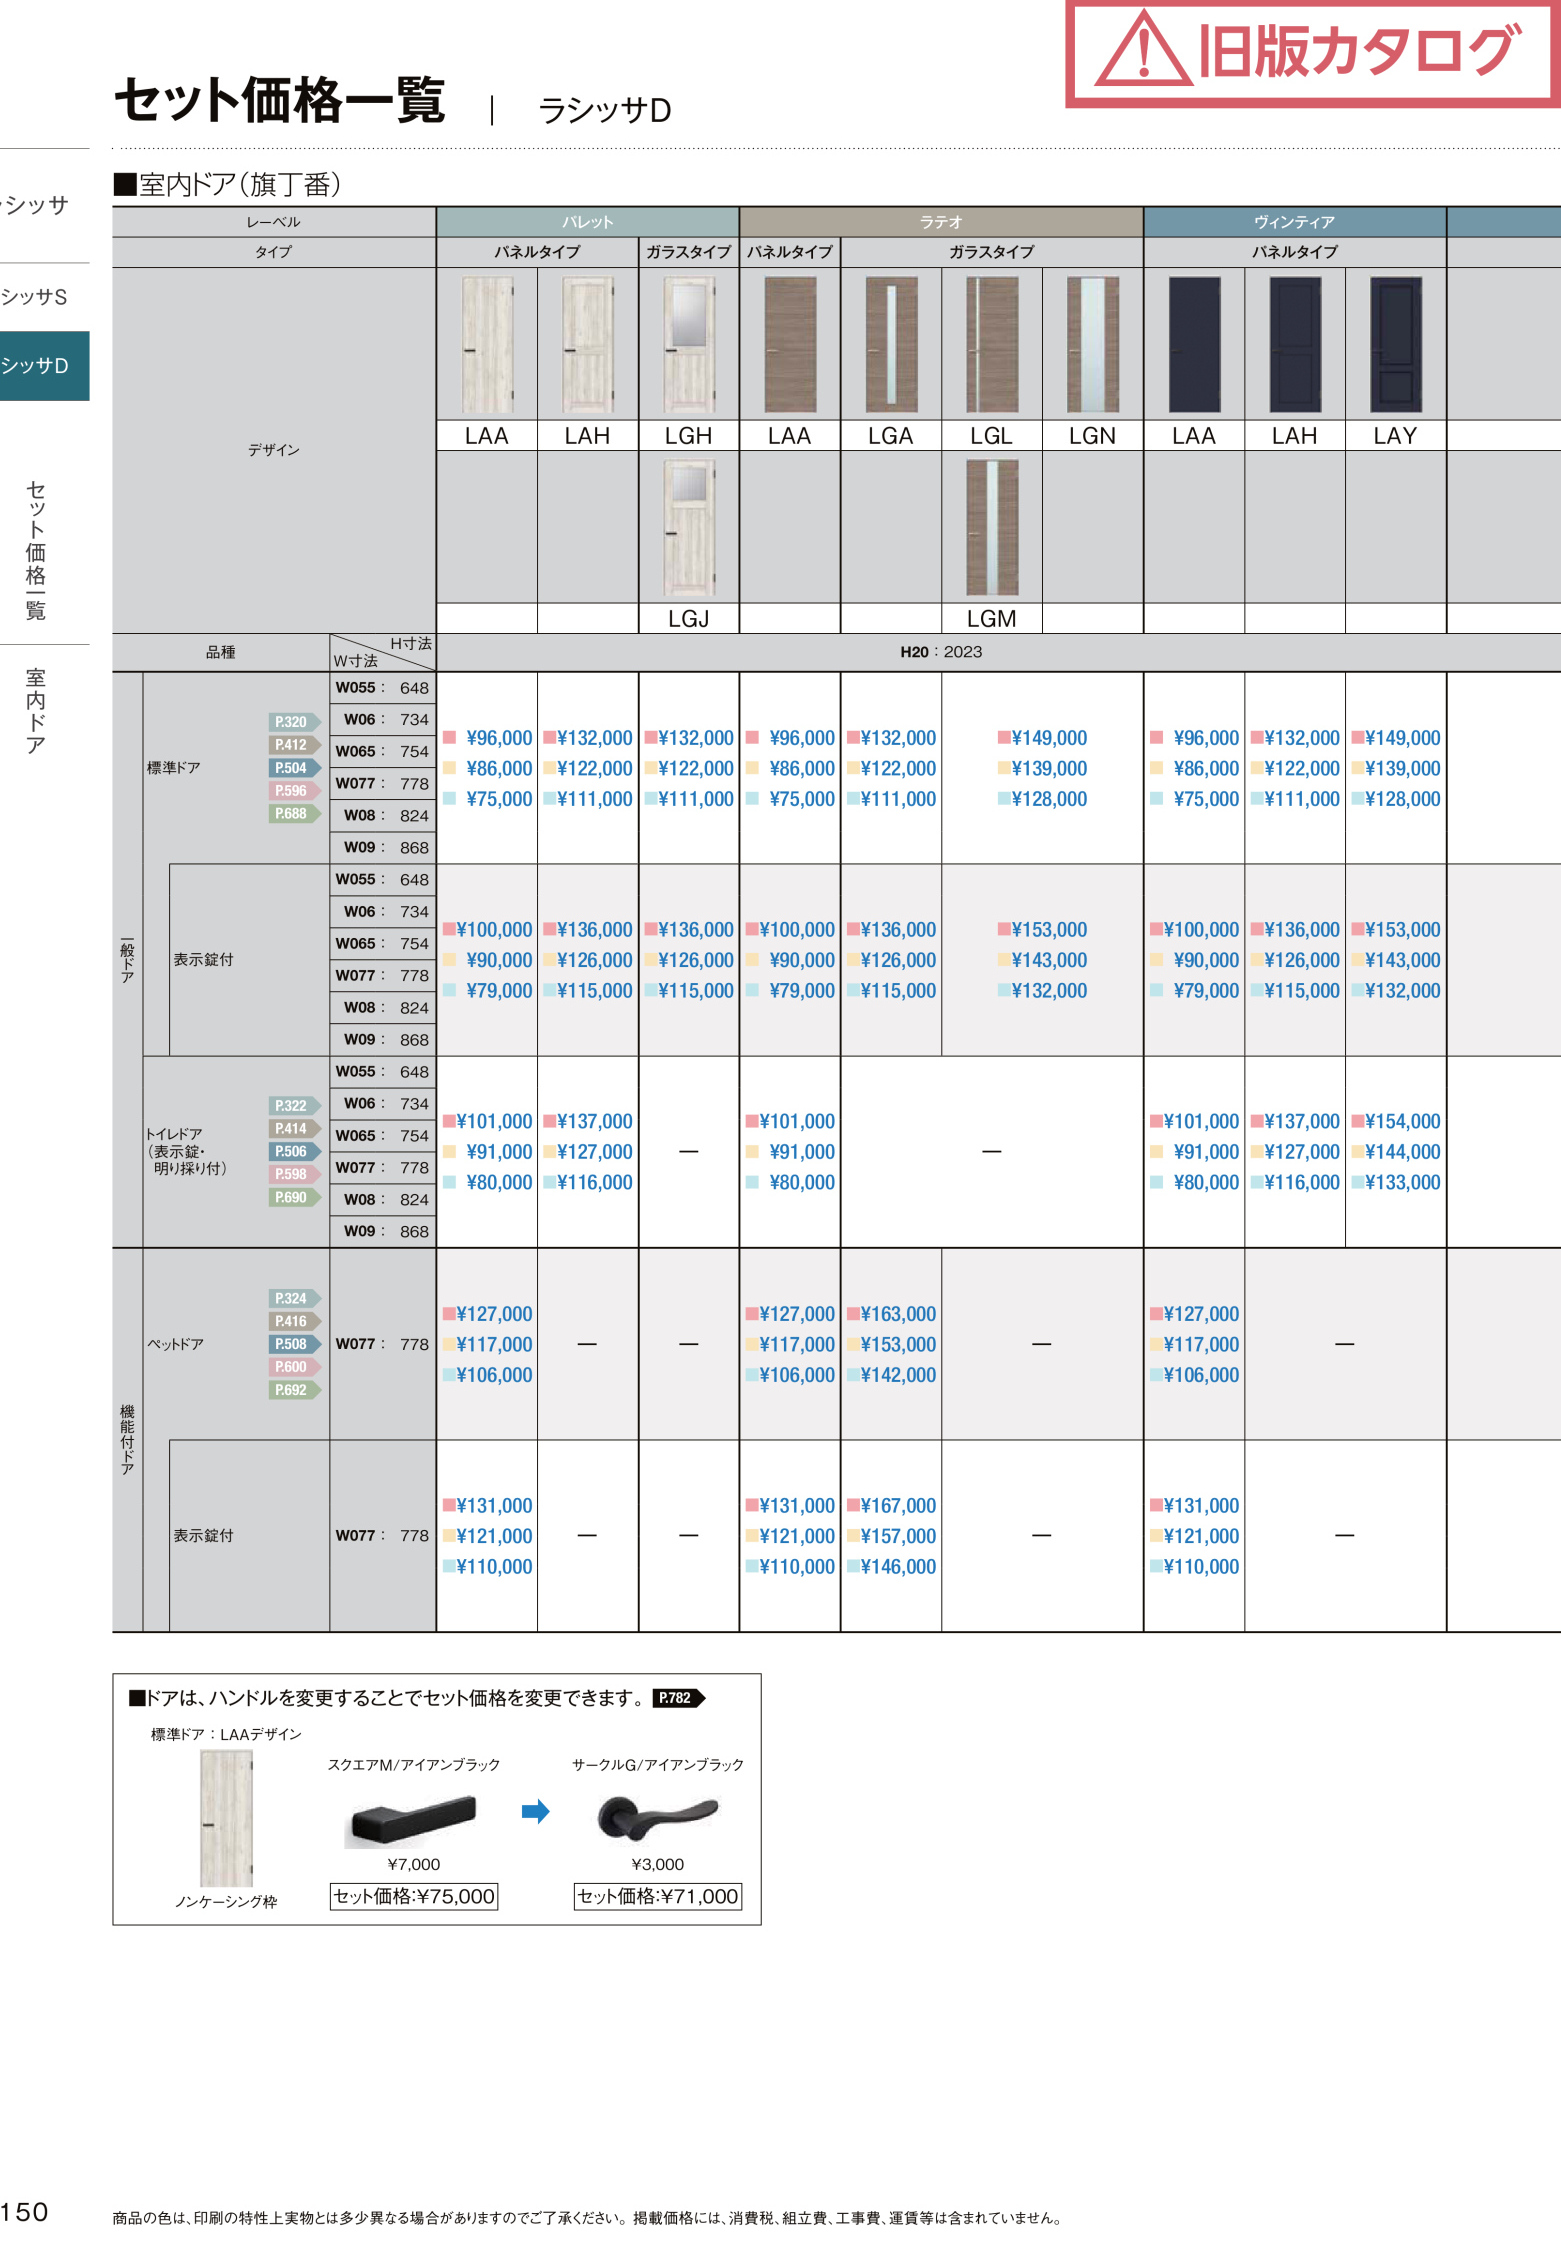 旧版カタログ
セット価格一覧 | ラシッサD
シッサ
シッサS
シッサD
セット価格一覧
室内ドア
■室内ドア（旗丁番）
レーベル パレット ラテオ ヴィンティア
タイプ パネルタイプ ガラスタイプ パネルタイプ ガラスタイプ パネルタイプ
デザイン
LAA LAH LGH LAA LGA LGL LGN LAA LAH LAY
LGJ LGM
品種 W寸法 H寸法 H20：2023
一般ドア
標準ドア
P.320
P.412
P.504
P.596
P.688
W055： 648
W06： 734
W065： 754
W077： 778
W08： 824
W09： 868
¥96,000 ¥132,000 ¥132,000 ¥96,000 ¥132,000 ¥149,000 ¥96,000 ¥132,000 ¥149,000
¥86,000 ¥122,000 ¥122,000 ¥86,000 ¥122,000 ¥139,000 ¥86,000 ¥122,000 ¥139,000
¥75,000 ¥111,000 ¥111,000 ¥75,000 ¥111,000 ¥128,000 ¥75,000 ¥111,000 ¥128,000
表示錠付
W055： 648
W06： 734
W065： 754
W077： 778
W08： 824
W09： 868
¥100,000 ¥136,000 ¥136,000 ¥100,000 ¥136,000 ¥153,000 ¥100,000 ¥136,000 ¥153,000
¥90,000 ¥126,000 ¥126,000 ¥90,000 ¥126,000 ¥143,000 ¥90,000 ¥126,000 ¥143,000
¥79,000 ¥115,000 ¥115,000 ¥79,000 ¥115,000 ¥132,000 ¥79,000 ¥115,000 ¥132,000
トイレドア
（表示錠・
明り採り付）
P.322
P.414
P.506
P.598
P.690
W055： 648
W06： 734
W065： 754
W077： 778
W08： 824
W09： 868
¥101,000 ¥137,000 — ¥101,000 — ¥101,000 ¥137,000 ¥154,000
¥91,000 ¥127,000 ¥91,000 ¥91,000 ¥127,000 ¥144,000
¥80,000 ¥116,000 ¥80,000 ¥80,000 ¥116,000 ¥133,000
機能付ドア
ペットドア
P.324
P.416
P.508
P.600
P.692
W077： 778
¥127,000 — — ¥127,000 ¥163,000 — ¥127,000 —
¥117,000 ¥117,000 ¥153,000 ¥117,000
¥106,000 ¥106,000 ¥142,000 ¥106,000
表示錠付
W077： 778
¥131,000 — — ¥131,000 ¥167,000 — ¥131,000 —
¥121,000 ¥121,000 ¥157,000 ¥121,000
¥110,000 ¥110,000 ¥146,000 ¥110,000
■ドアは、ハンドルを変更することでセット価格を変更できます。 P.782
標準ドア：LAAデザイン
スクエアM/アイアンブラック サークルG/アイアンブラック
¥7,000 ¥3,000
セット価格:¥75,000 セット価格:¥71,000
ノンケーシング枠
150
商品の色は、印刷の特性上実物とは多少異なる場合がありますのでご了承ください。掲載価格には、消費税、組立費、工事費、運賃等は含まれていません。